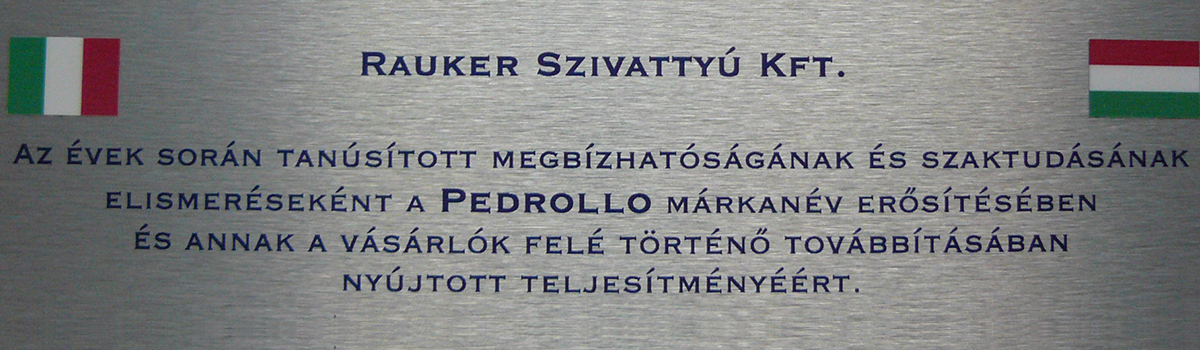 RAUKER SZIVATTYÚ KFT.
AZ ÉVEK SORÁN TANÚSÍTOTT MEGBÍZHATÓSÁGÁNAK ÉS SZAKTUDÁSÁNAK
ELISMERÉSEKÉNT A PEDROLLO MÁRKANÉV ERŐSÍTÉSÉBEN
ÉS ANNAK A VÁSÁRLÓK FELÉ TÖRTÉNŐ TOVÁBBÍTÁSÁBAN
NYÚJTOTT TELJESÍTMÉNYÉÉRT.